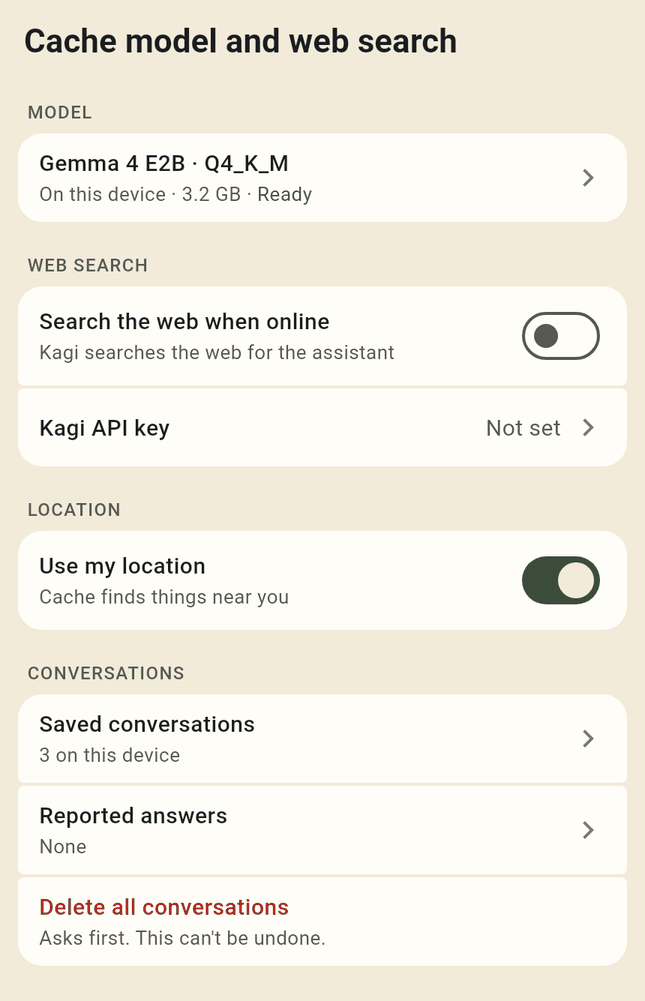 Cache model and web search
MODEL
Gemma 4 E2B · Q4_K_M
On this device · 3.2 GB · Ready
WEB SEARCH
Search the web when online
Kagi searches the web for the assistant
Kagi API key
Not set
LOCATION
Use my location
Cache finds things near you
CONVERSATIONS
Saved conversations
3 on this device
Reported answers
None
Delete all conversations
Asks first. This can't be undone.